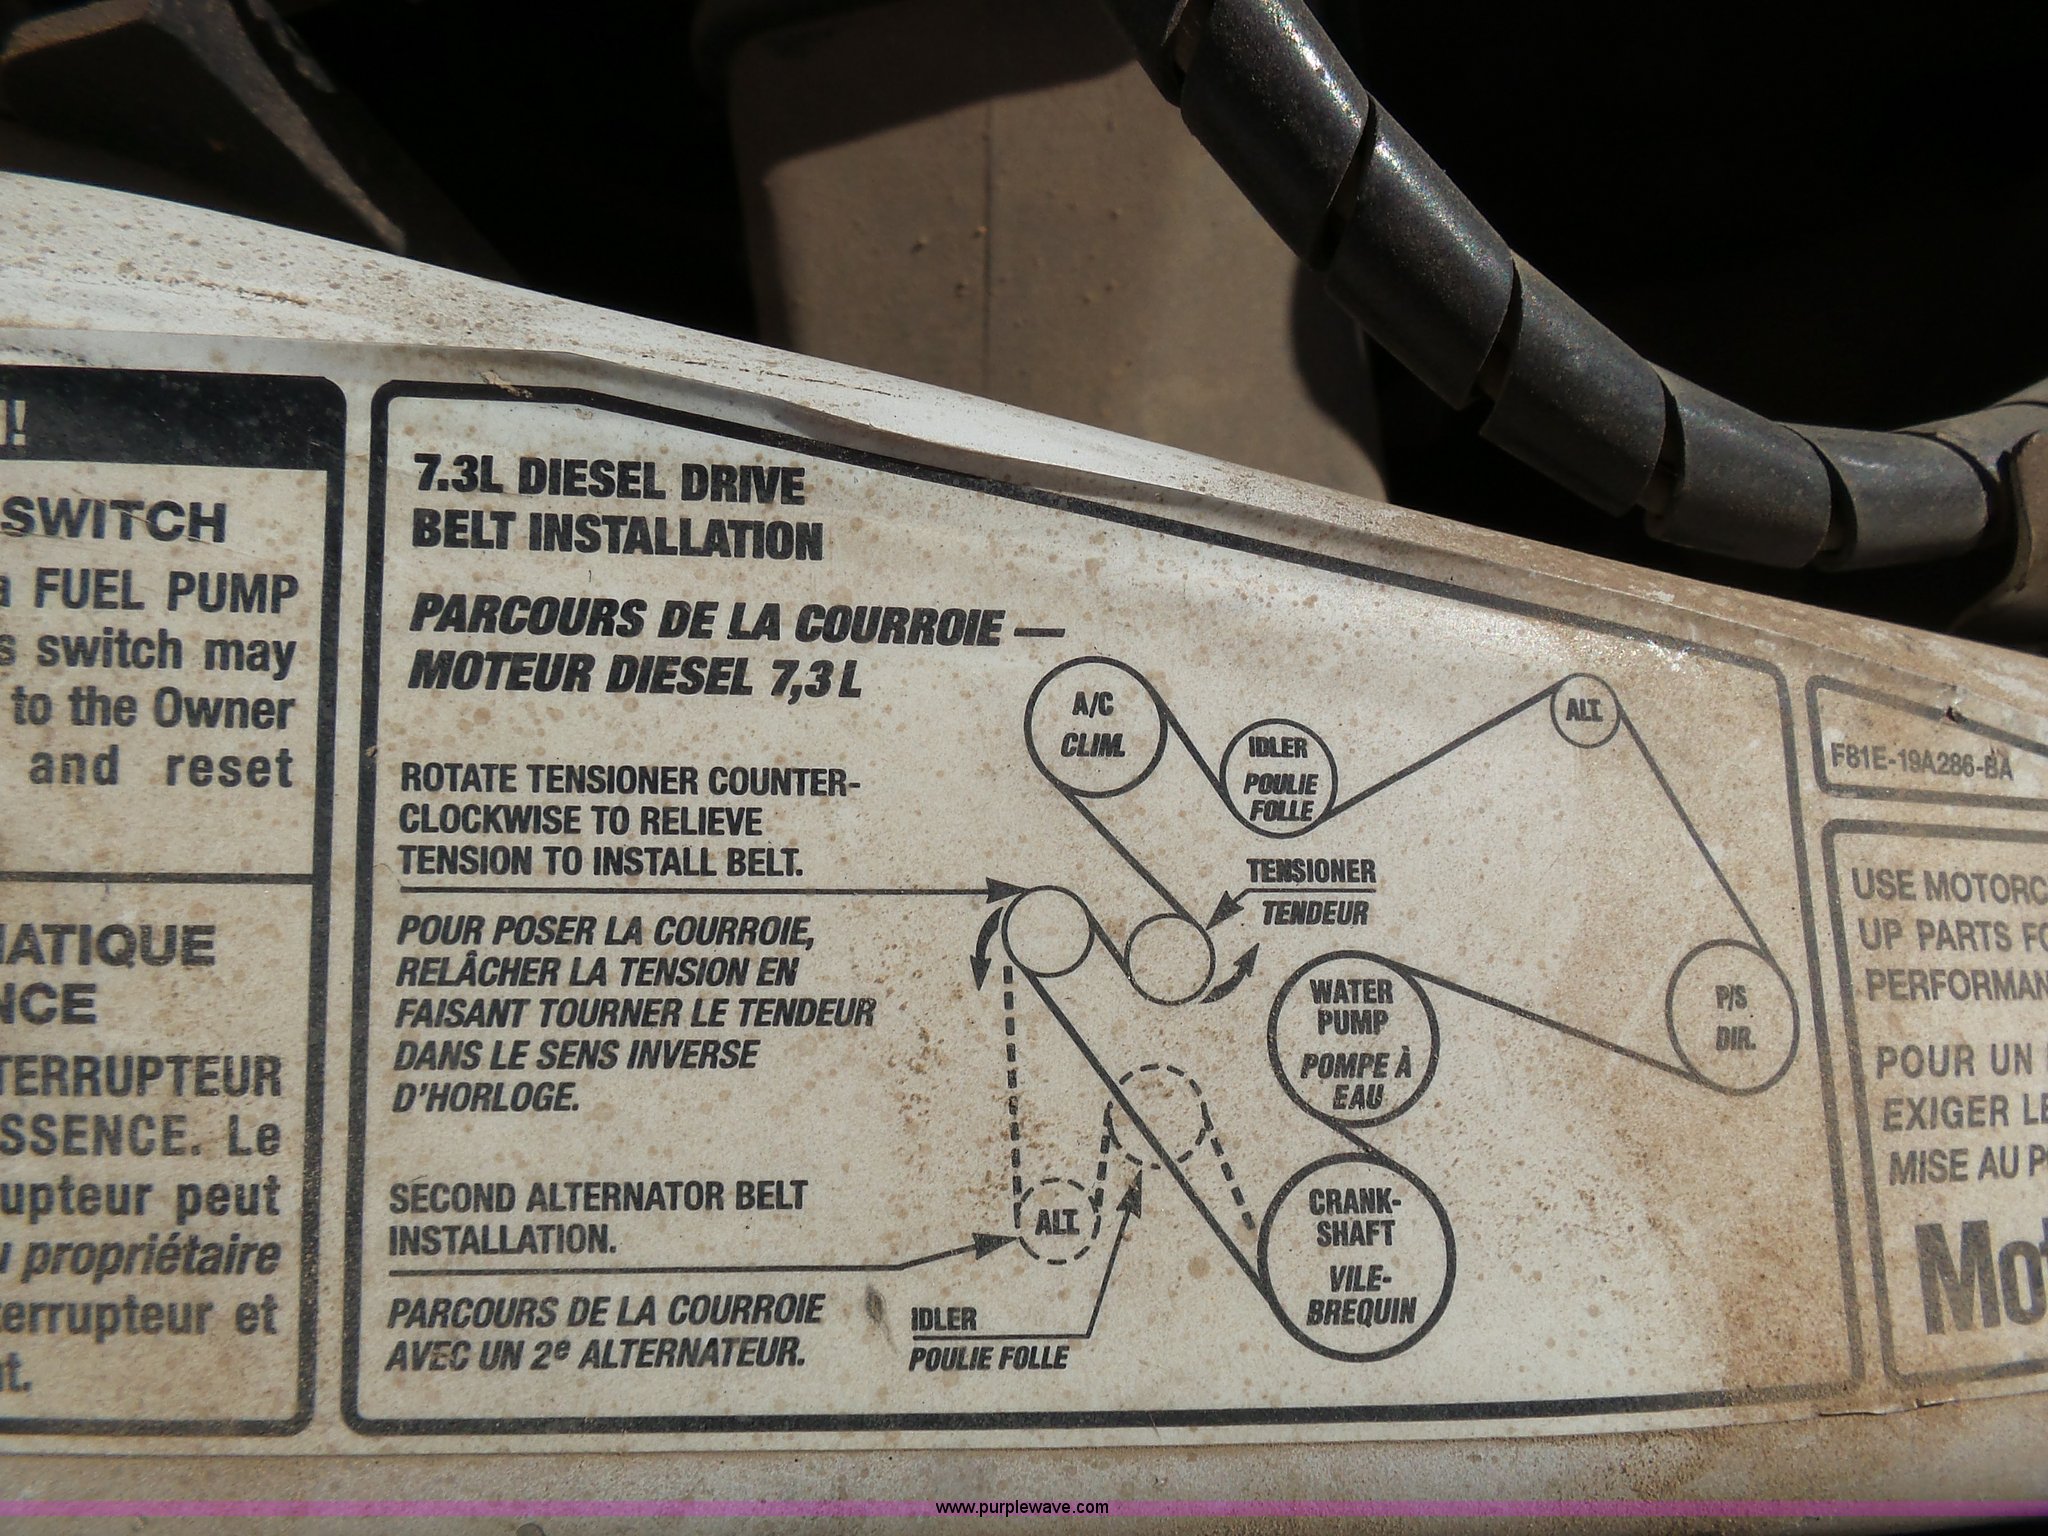 !!
SWITCH
a FUEL PUMP
s switch may
to the Owner
and reset
MATIQUE
NCE
TERRUPTEUR
SSENCE. Le
rupteur peut
u propriétaire
terrupteur et
nt.
7.3L DIESEL DRIVE
BELT INSTALLATION
PARCOURS DE LA COURROIE —
MOTEUR DIESEL 7,3 L
ROTATE TENSIONER COUNTER-
CLOCKWISE TO RELIEVE
TENSION TO INSTALL BELT.
POUR POSER LA COURROIE,
RELÂCHER LA TENSION EN
FAISANT TOURNER LE TENDEUR
DANS LE SENS INVERSE
D'HORLOGE.
SECOND ALTERNATOR BELT
INSTALLATION.
PARCOURS DE LA COURROIE
AVEC UN 2e ALTERNATEUR.
A/C
CLIM.
IDLER
POULIE
FOLLE
ALT.
TENSIONER
TENDEUR
WATER
PUMP
POMPE À
EAU
P/S
DIR.
ALT.
CRANK-
SHAFT
VILE-
BREQUIN
IDLER
POULIE FOLLE
F81E-19A286-BA
USE MOTORC
UP PARTS FO
PERFORMAN
POUR UN
EXIGER LE
MISE AU PO
Mot
www.purplewave.com